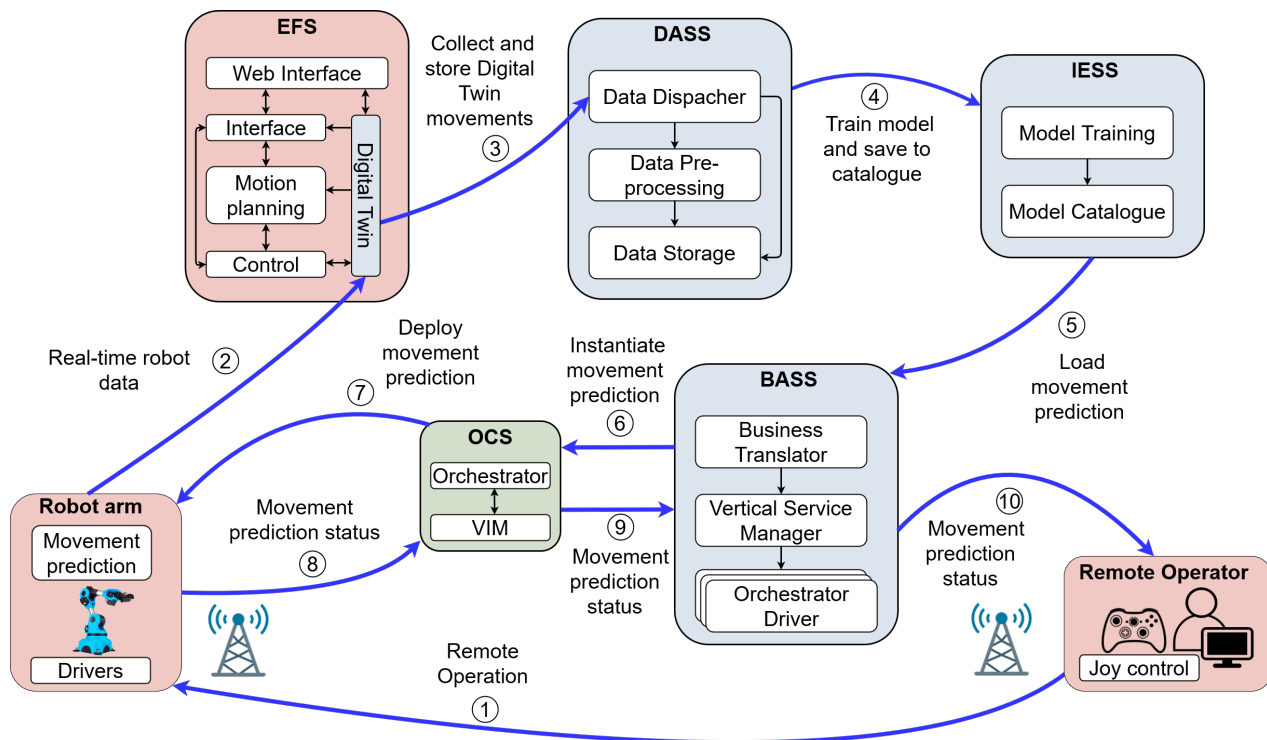 EFS
Web Interface
Interface
Motion
planning
Control
Digital Twin
Collect and
store Digital
Twin
movements
3
DASS
Data Dispacher
Data Pre-
processing
Data Storage
4
Train model
and save to
catalogue
IESS
Model Training
Model Catalogue
Real-time robot
data
2
Deploy
movement
prediction
7
Instantiate
movement
prediction
6
BASS
Business
Translator
Vertical Service
Manager
Orchestrator
Driver
5
Load
movement
prediction
OCS
Orchestrator
VIM
Robot arm
Movement
prediction
Drivers
Movement
prediction status
8
9
Movement
prediction
status
10
Movement
prediction
status
Remote Operator
Joy control
Remote
Operation
1